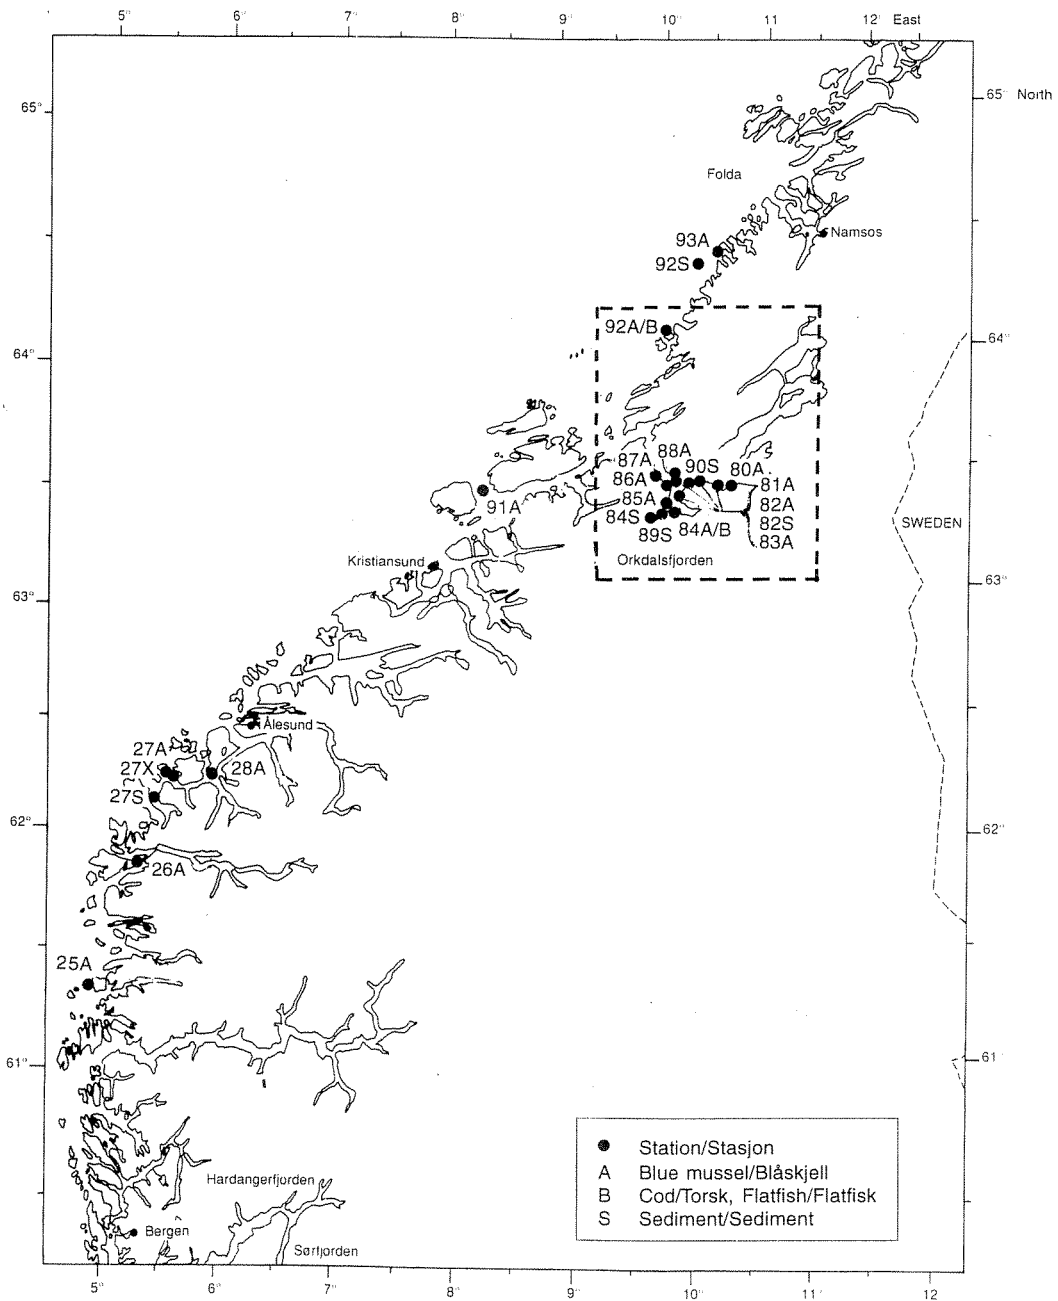 5° 6° 7° 8° 9° 10° 11° 12° East
65° 65° North
Folda
Namsos
93A
92S
92A/B
64° 64°
88A
87A 90S
86A 80A
81A
85A 82A
84S 84A/B 82S
89S 83A
91A
SWEDEN
Kristiansund
Orkdalsfjorden
63° 63°
Ålesund
27A
27X 28A
27S
62° 62°
26A
25A
61° 61°
Station/Stasjon
A Blue mussel/Blåskjell
B Cod/Torsk, Flatfish/Flatfisk
S Sediment/Sediment
Hardangerfjorden
Bergen
Sørfjorden
5° 6° 7° 8° 9° 10° 11° 12